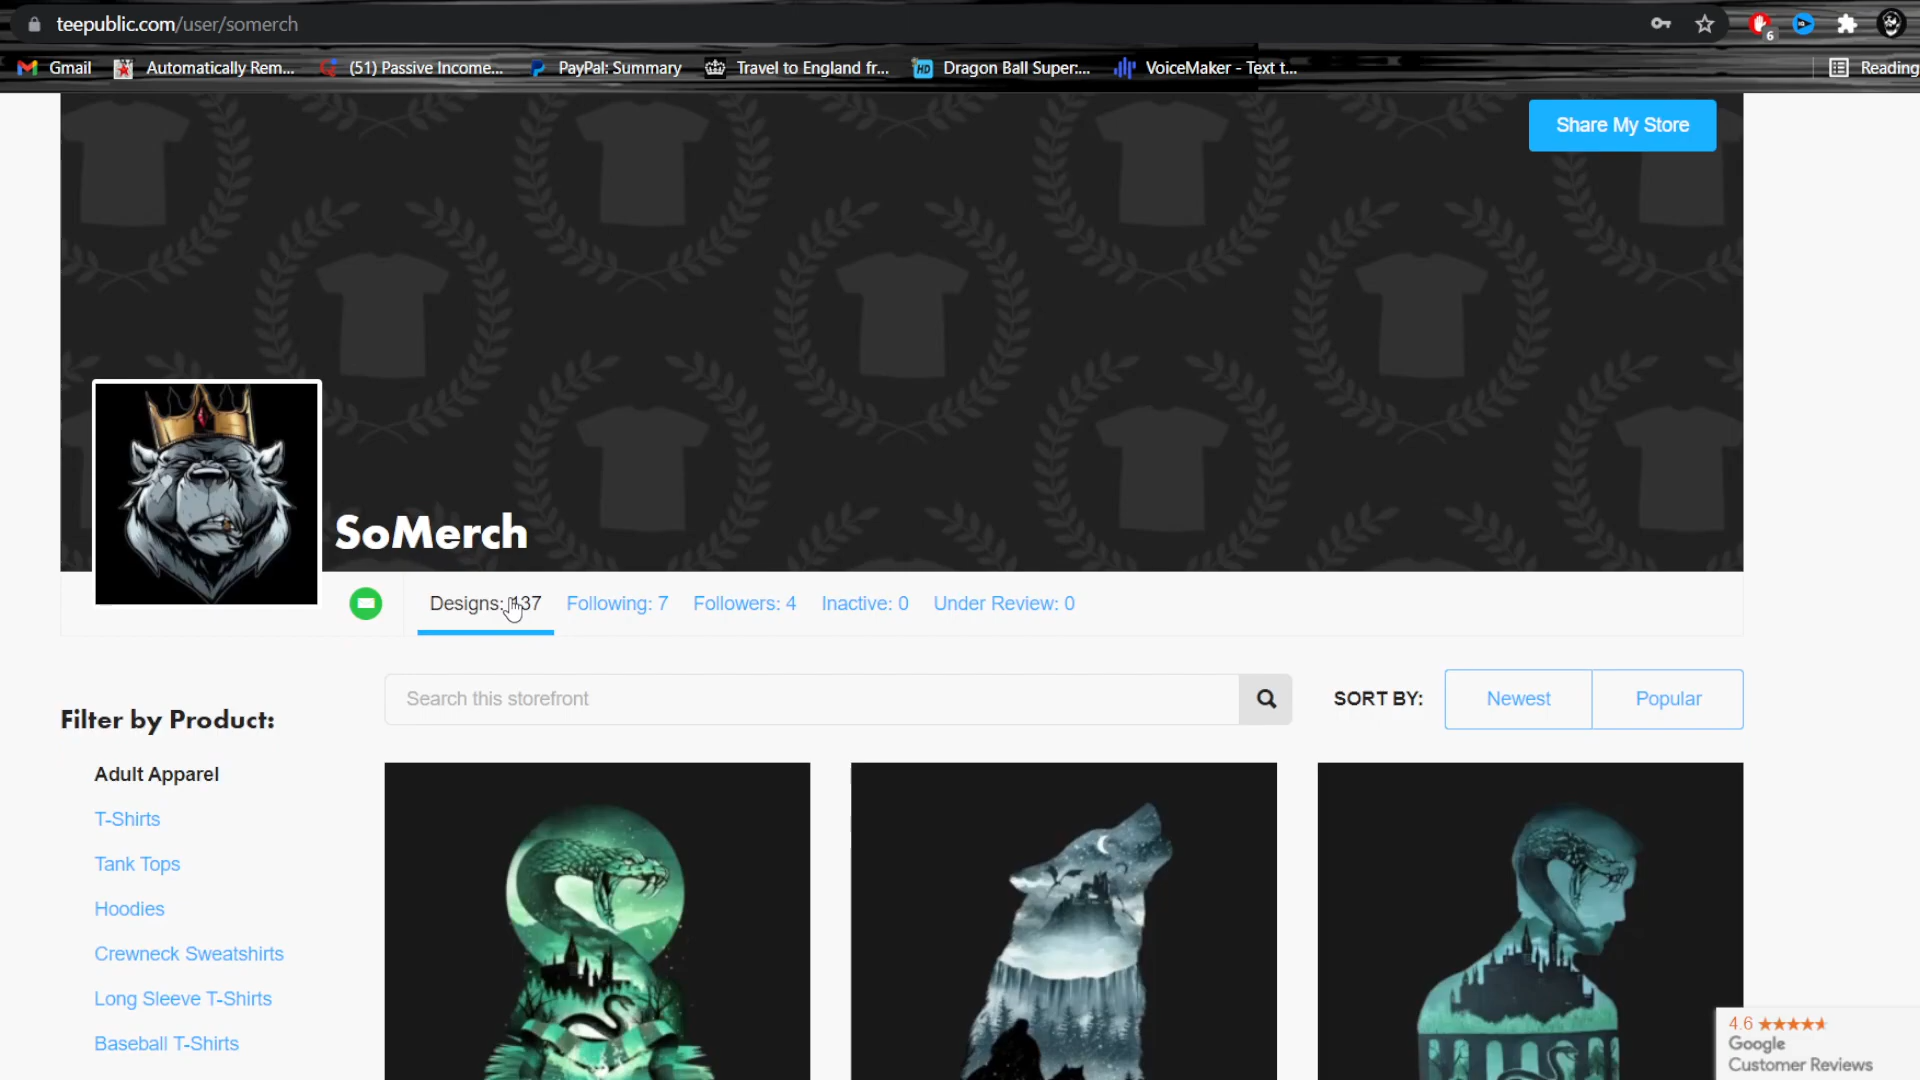 teepublic.com/user/somerch
6
Gmail
Automatically Rem...
(51) Passive Income...
PayPal: Summary
Travel to England fr...
HD
Dragon Ball Super:...
VoiceMaker - Text t...
Reading
Share My Store
SoMerch
Designs: 137
Following: 7
Followers: 4
Inactive: 0
Under Review: 0
Search this storefront
SORT BY:
Newest
Popular
Filter by Product:
Adult Apparel
T-Shirts
Tank Tops
Hoodies
Crewneck Sweatshirts
Long Sleeve T-Shirts
Baseball T-Shirts
4.6
Google
Customer Reviews